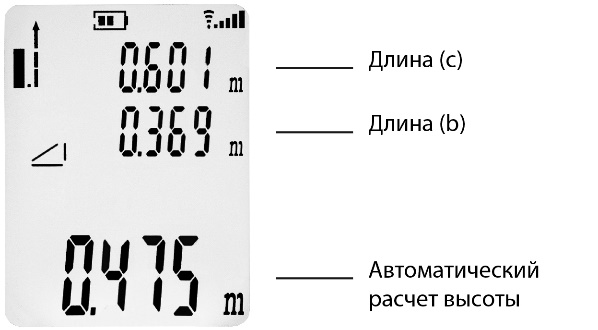 0.601 m
Длина (c)
0.369 m
Длина (b)
0.475 m
Автоматический
расчет высоты